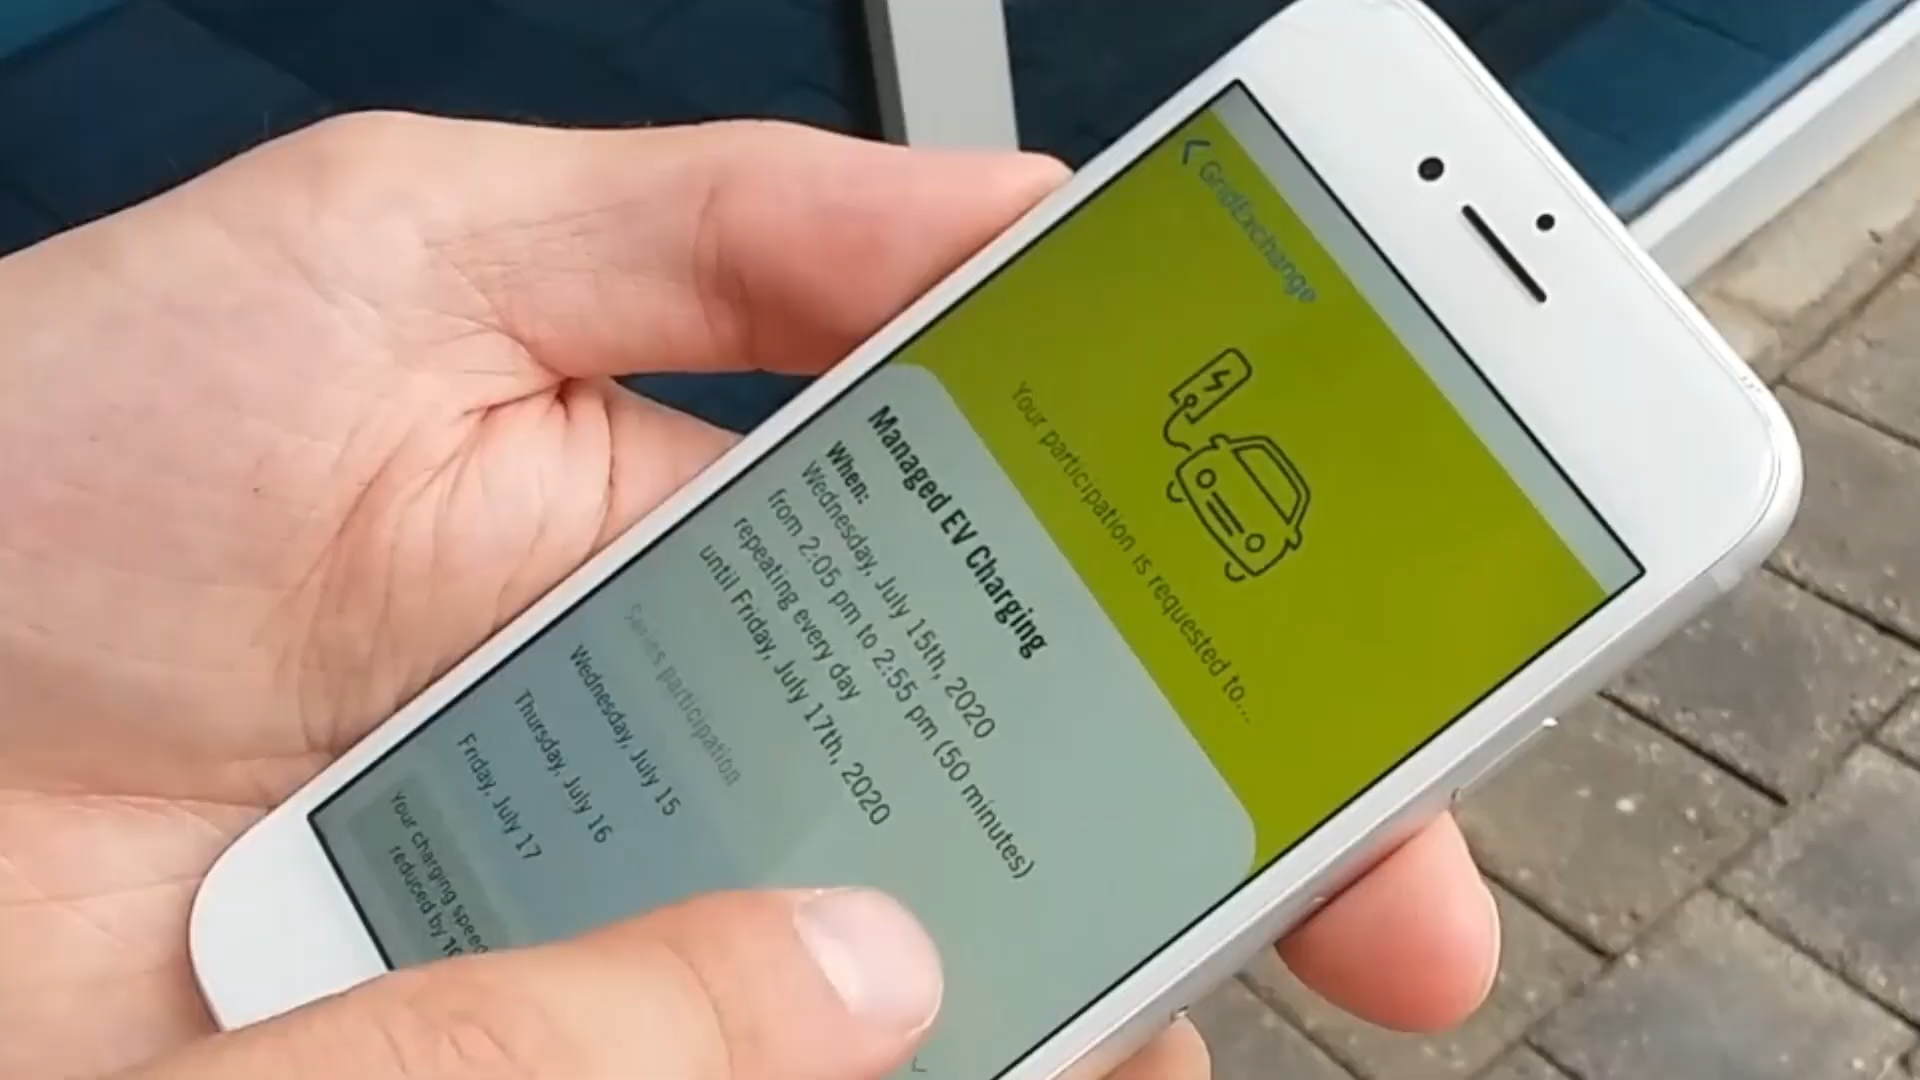 GridExchange
Your participation is requested to...
Managed EV Charging
When:
Wednesday, July 15th, 2020
from 2:05 pm to 2:55 pm (50 minutes)
repeating every day
until Friday, July 17th, 2020
Series participation
Wednesday, July 15
Thursday, July 16
Friday, July 17
Your charging speed
reduced by